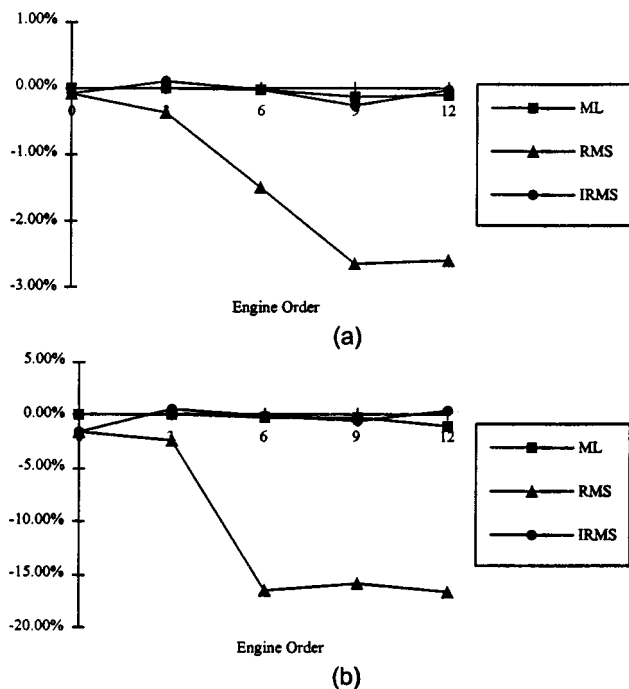 1.00%
0.00%
0
3
6
9
12
-1.00%
-2.00%
-3.00%
ML
RMS
IRMS
Engine Order
(a)
5.00%
0.00%
3
6
9
12
-5.00%
-10.00%
-15.00%
-20.00%
ML
RMS
IRMS
Engine Order
(b)